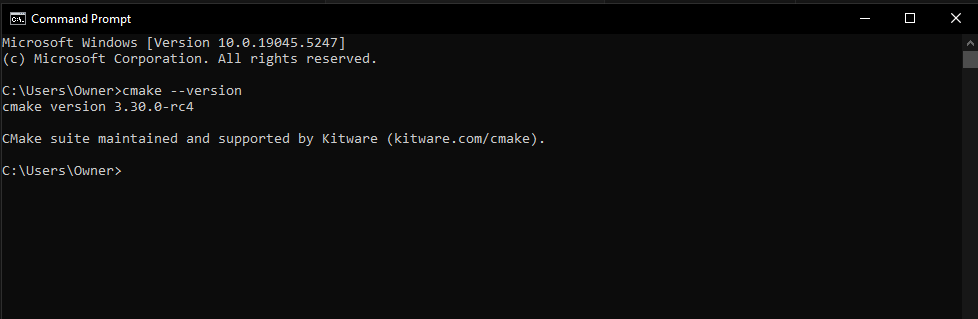 Command Prompt
Microsoft Windows [Version 10.0.19045.5247]
(c) Microsoft Corporation. All rights reserved.
C:\Users\Owner>cmake --version
cmake version 3.30.0-rc4
CMake suite maintained and supported by Kitware (kitware.com/cmake).
C:\Users\Owner>